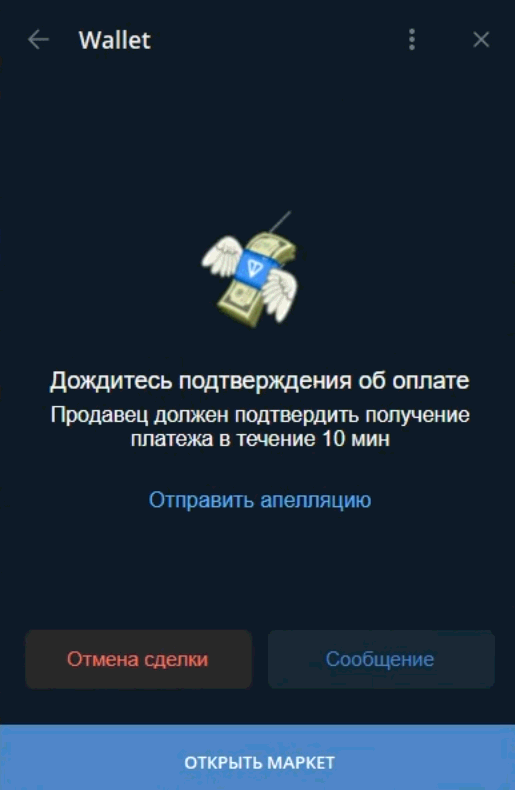 Wallet
Дождитесь подтверждения об оплате
Продавец должен подтвердить получение
платежа в течение 10 мин
Отправить апелляцию
Отмена сделки
Сообщение
ОТКРЫТЬ МАРКЕТ